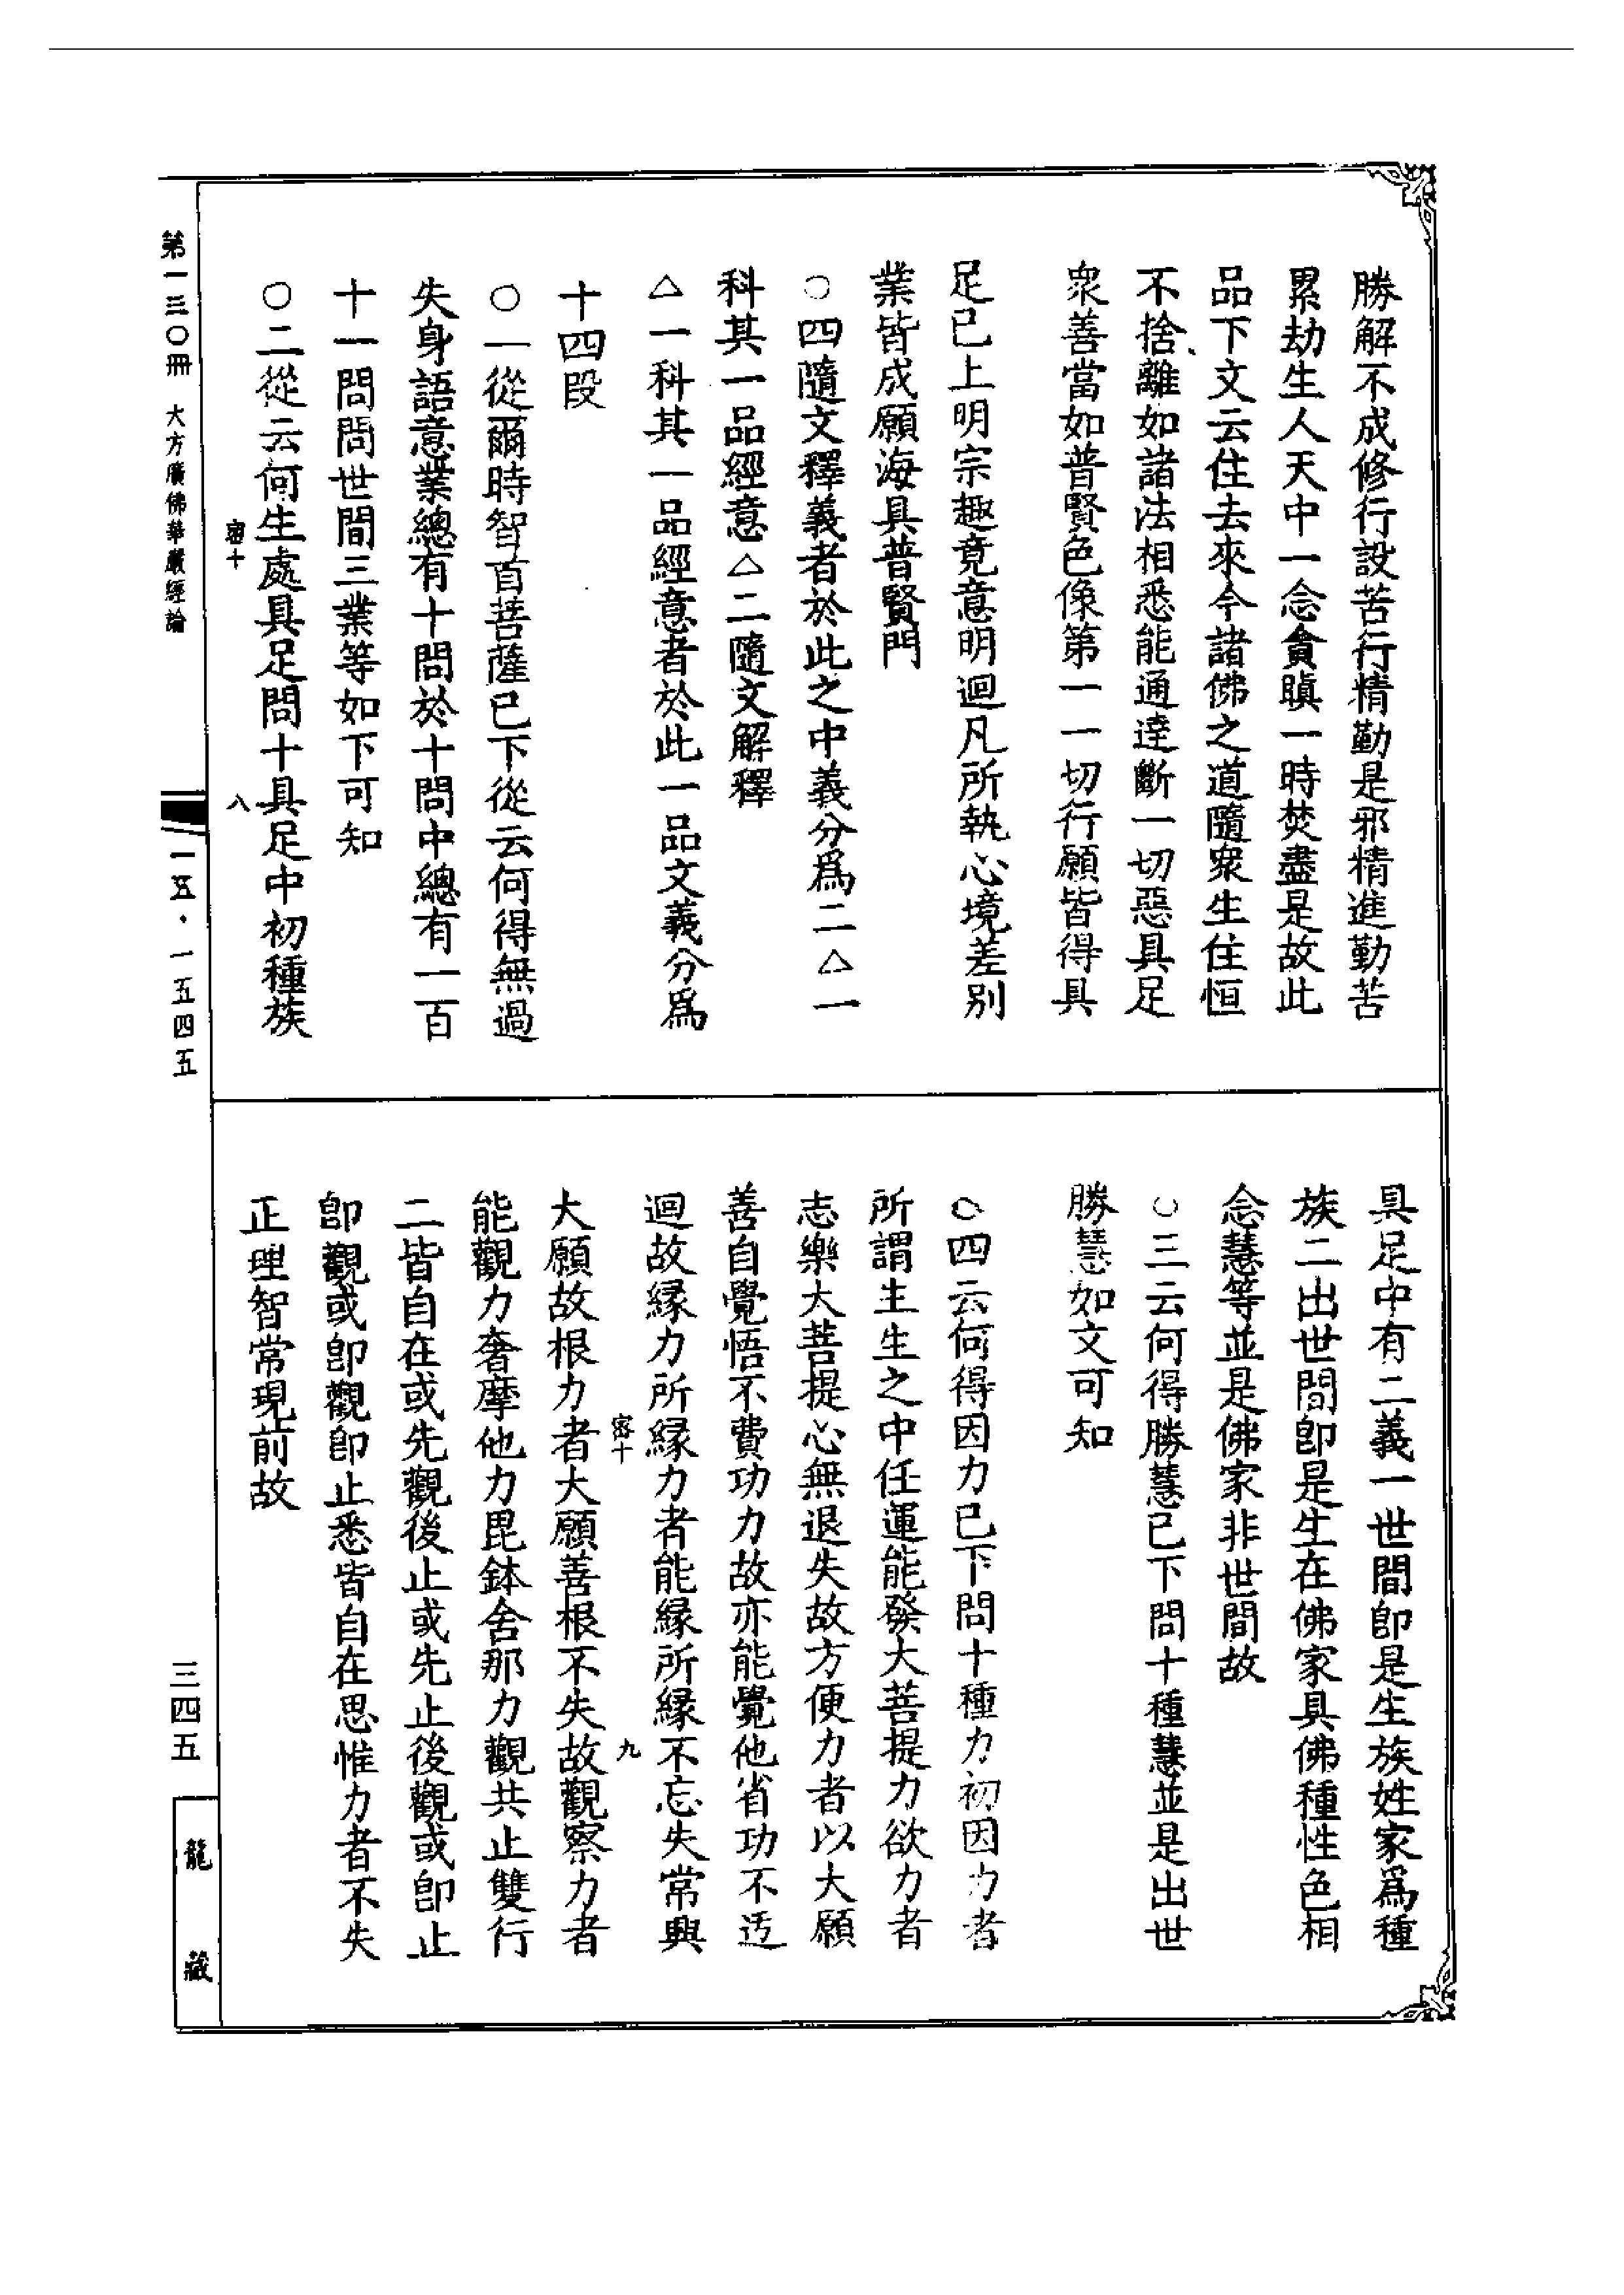 勝解不成修行設苦行精勤是邪精進勤苦
累劫生人天中一念貪瞋一時焚盡是故此
品下文云住去來今諸佛之道隨衆生住恒
不捨離如諸法相悉能通達斷一切惡具足
衆善當如普賢色像第一一切行願皆得具
足已上明宗趣竟意明迴凡所執心境差別
業皆成願海具普賢門
○四隨文釋義者於此之中義分爲二△一
科其一品經意△二隨文解釋
△一科其一品經意者於此一品文義分爲
十四段
○一從爾時智首菩薩已下從云何得無過
失身語意業總有十問於十問中總有一百
十一問問世間三業等如下可知
○二從云何生處具足問十具足中初種族
密十
八
具足中有二義一世間卽是生族姓家爲種
族二出世間卽是生在佛家具佛種性色相
念慧等並是佛家非世間故
○三云何得勝慧已下問十種慧並是出世
勝慧如文可知
○四云何得因力已下問十種力初因力者
所謂生生之中任運能發大菩提力欲力者
志樂大菩提心無退失故方便力者以大願
善自覺悟不費功力故亦能覺他省功不迃
迴故縁力所縁力者能縁所縁不忘失常興
密十
九
大願故根力者大願善根不失故觀察力者
能觀力奢摩他力毘鉢舍那力觀共止雙行
二皆自在或先觀後止或先止後觀或卽止
卽觀或卽觀卽止悉皆自在思惟力者不失
正理智常現前故
第一三〇冊　大方廣佛華嚴經論
一五·一五四五
三四五
龍藏